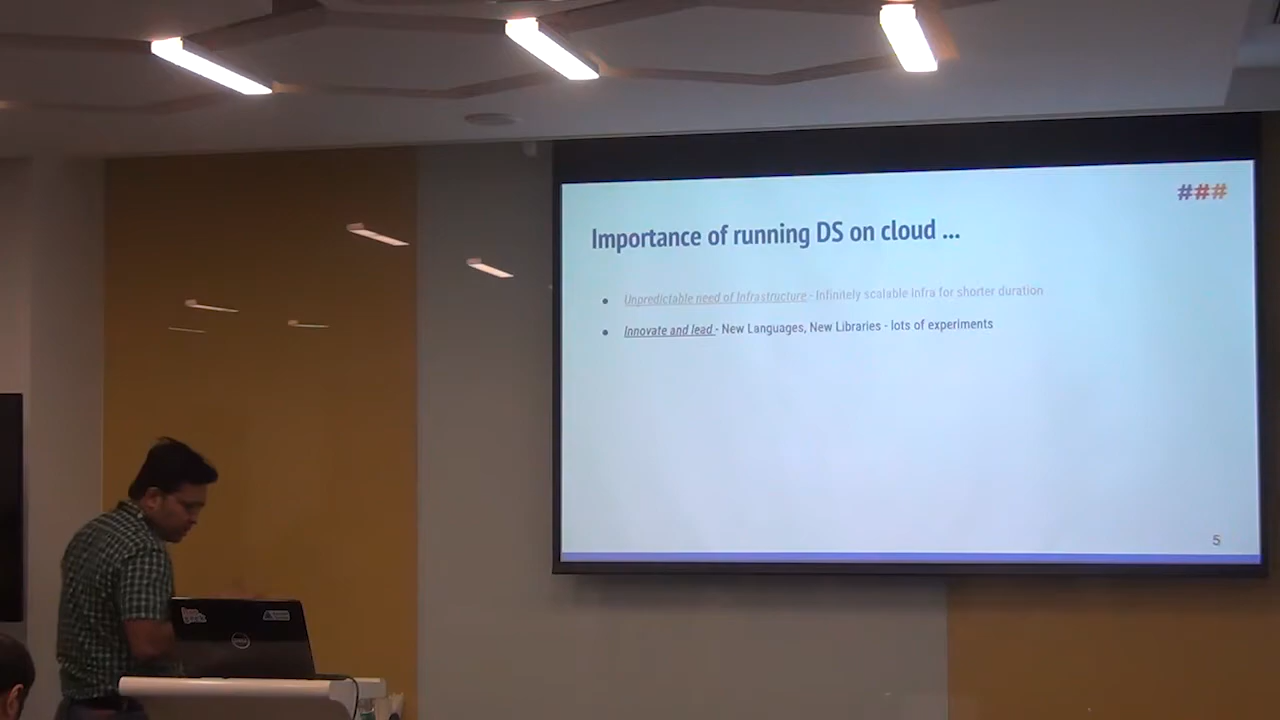 ###
Importance of running DS on cloud ...
● Unpredictable need of Infrastructure - Infinitely scalable Infra for shorter duration
● Innovate and lead - New Languages, New Libraries - lots of experiments
5
DELL